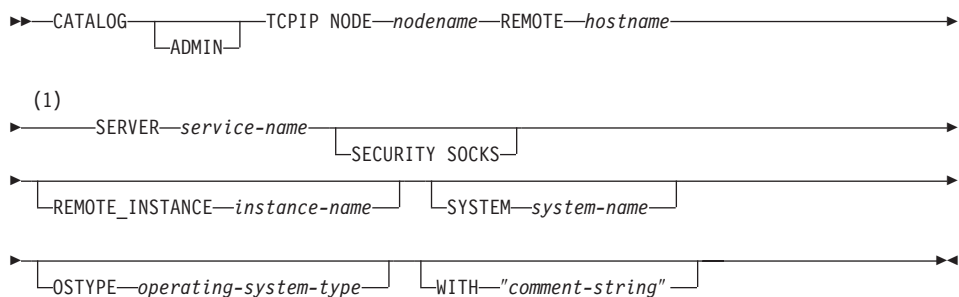 CATALOG TCPIP NODE nodename REMOTE hostname
ADMIN
(1)
SERVER service-name
SECURITY SOCKS
REMOTE_INSTANCE instance-name SYSTEM system-name
OSTYPE operating-system-type WITH "comment-string"